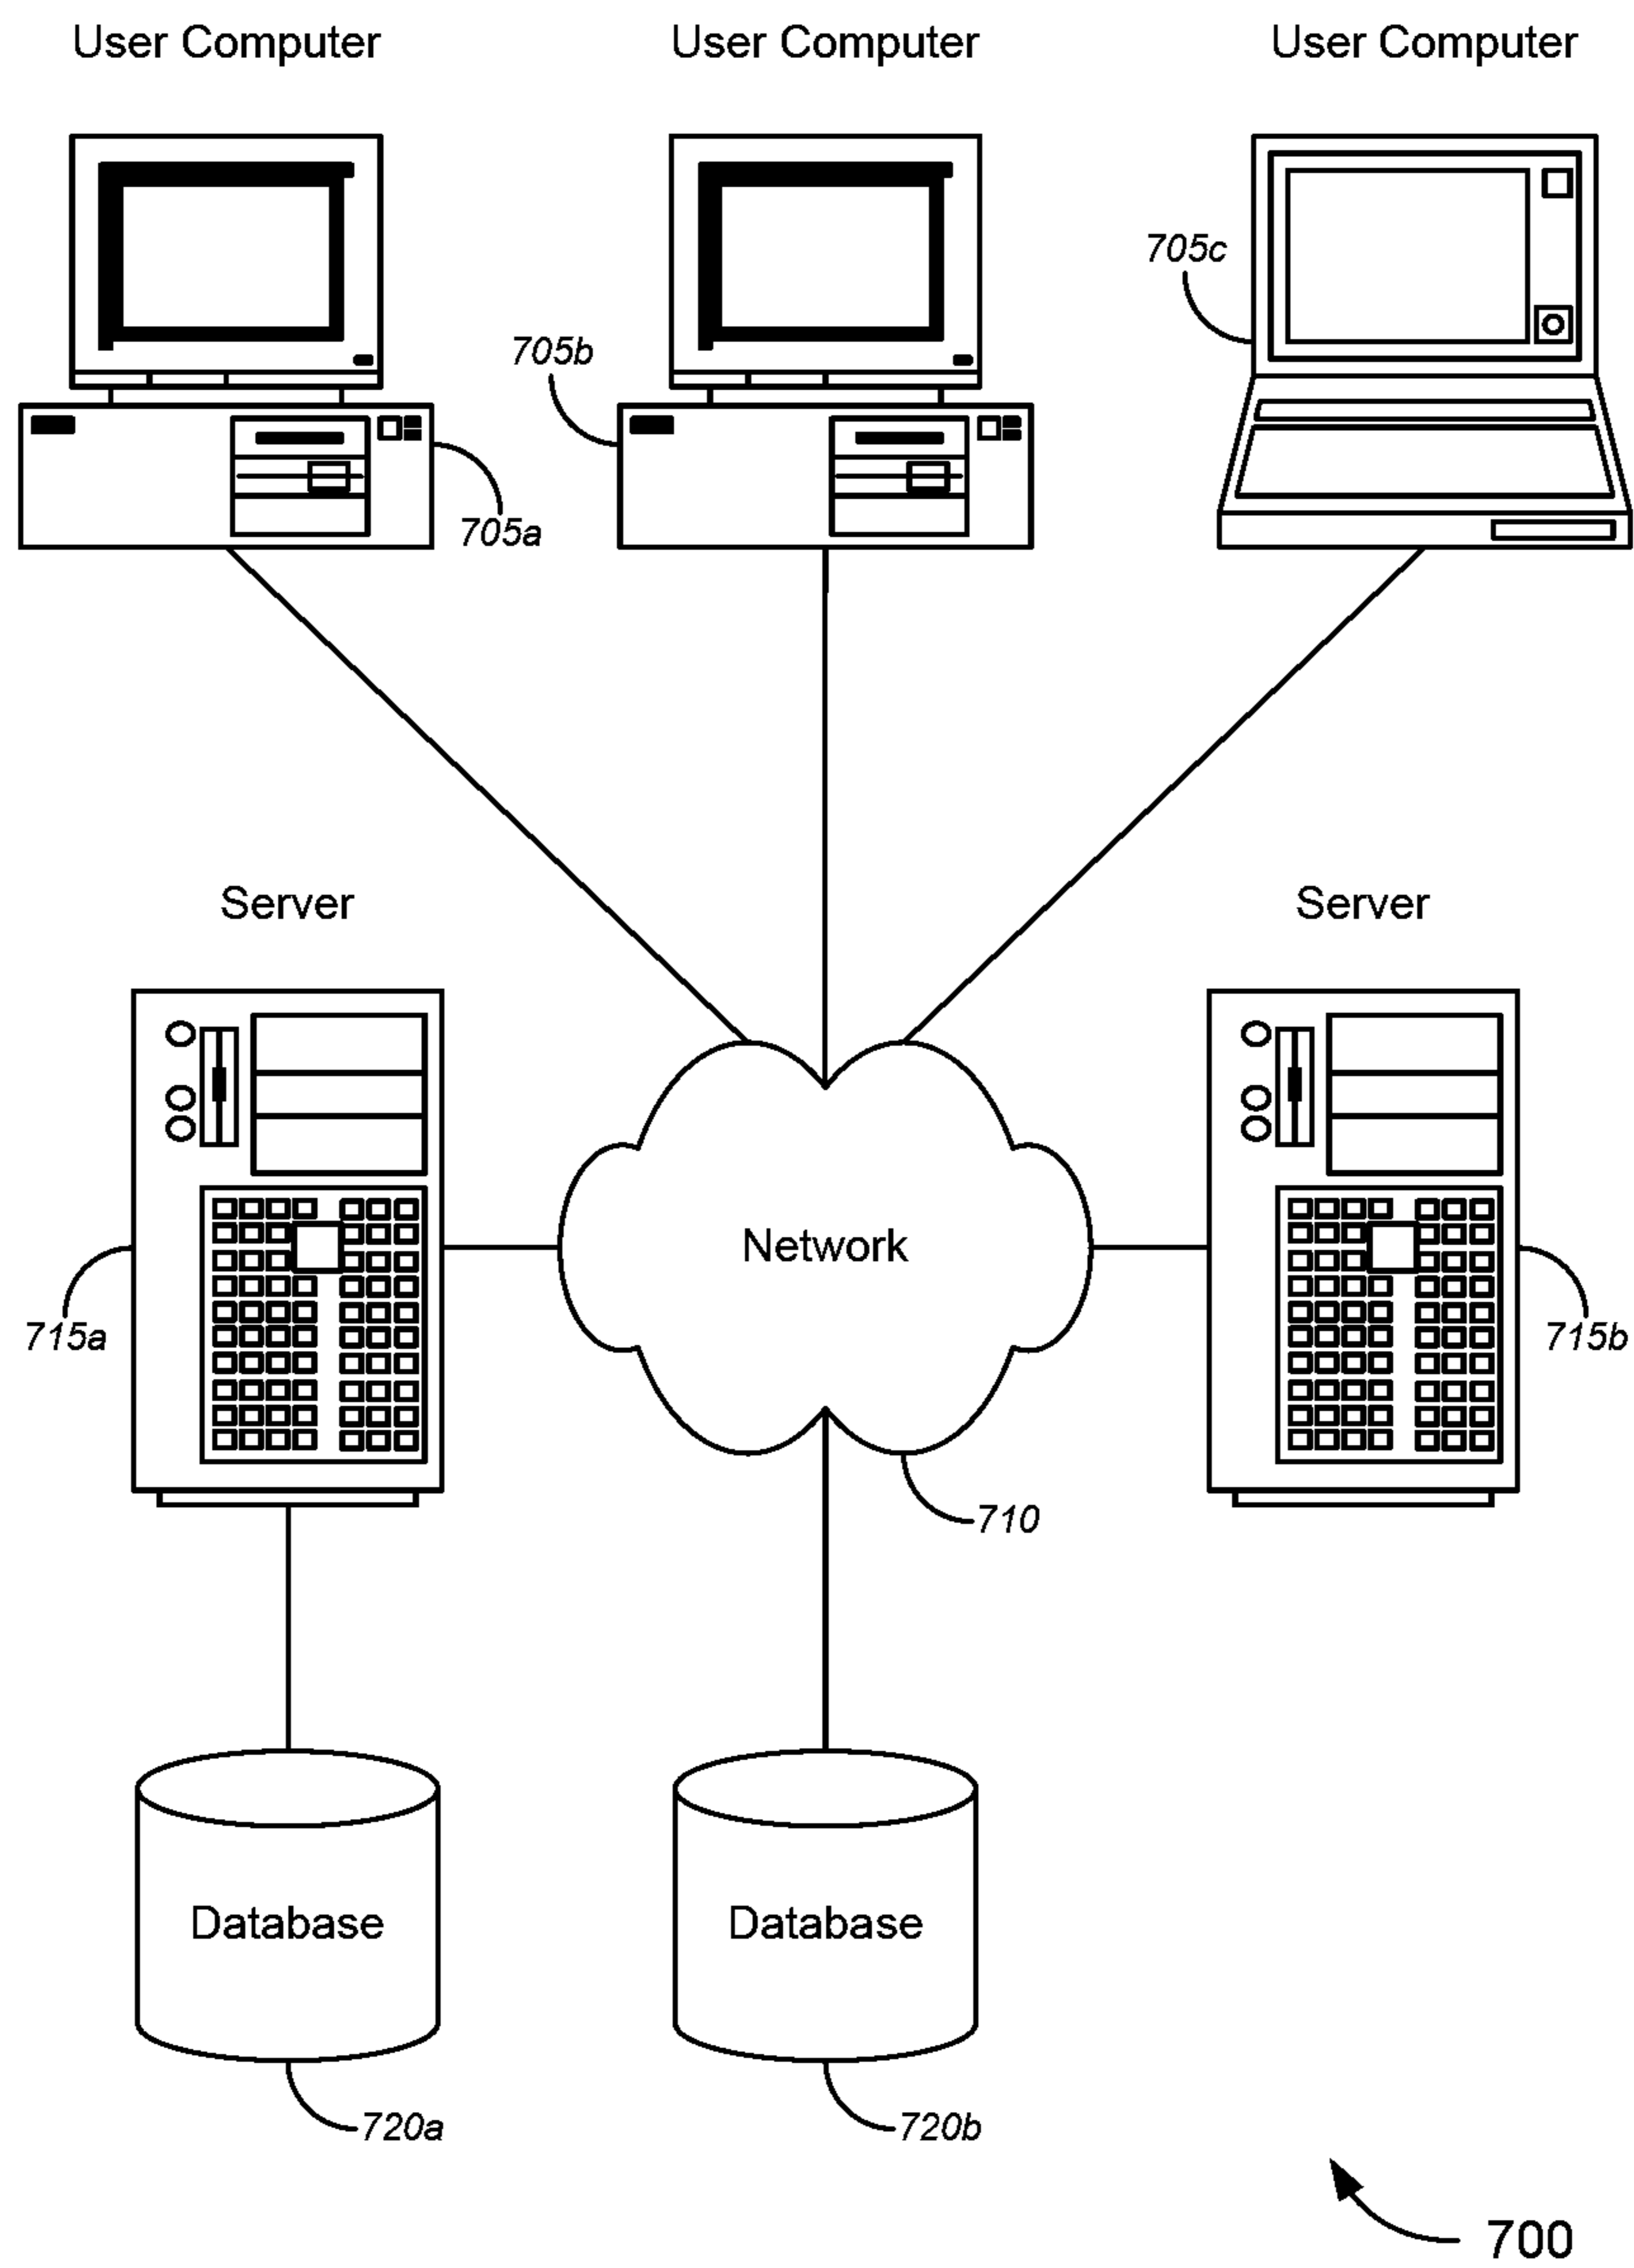 User Computer
User Computer
User Computer
705c
705b
705a
Server
Server
Network
715a
715b
710
Database
Database
720a
720b
700